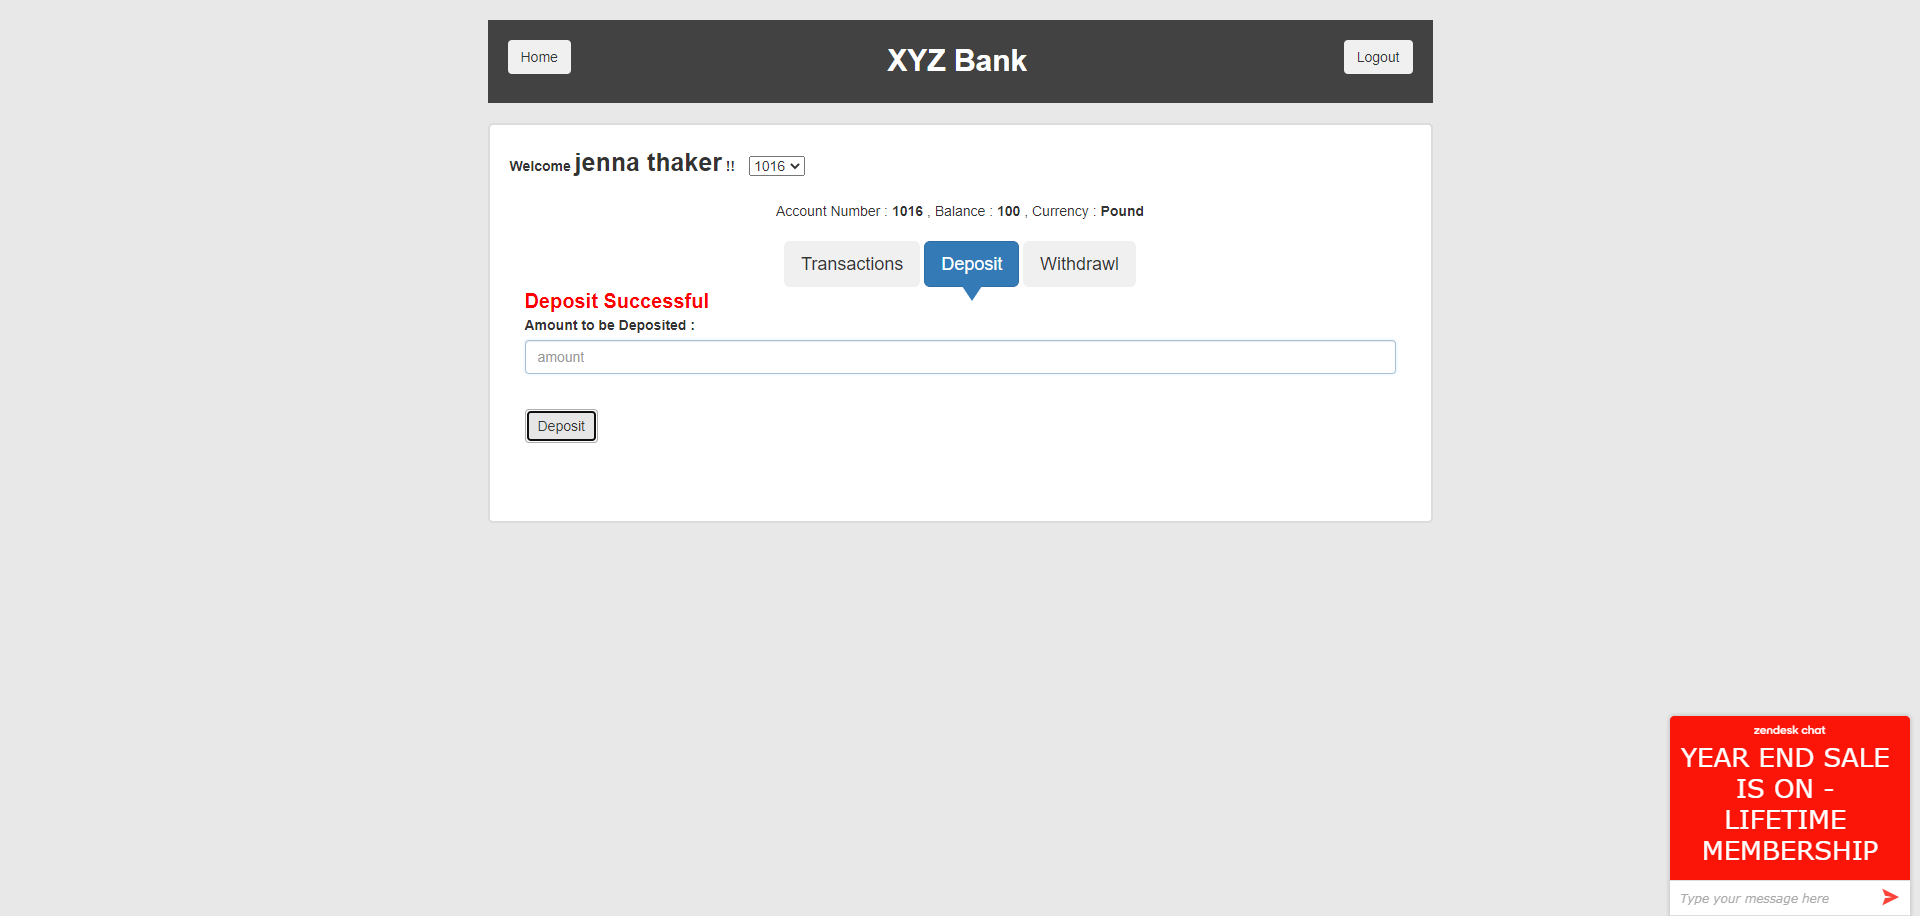 Home
XYZ Bank
Logout
Welcome jenna thaker !! 1016
Account Number : 1016 , Balance : 100 , Currency : Pound
Transactions
Deposit
Withdrawl
Deposit Successful
Amount to be Deposited :
amount
Deposit
zendesk chat
YEAR END SALE
IS ON -
LIFETIME
MEMBERSHIP
Type your message here